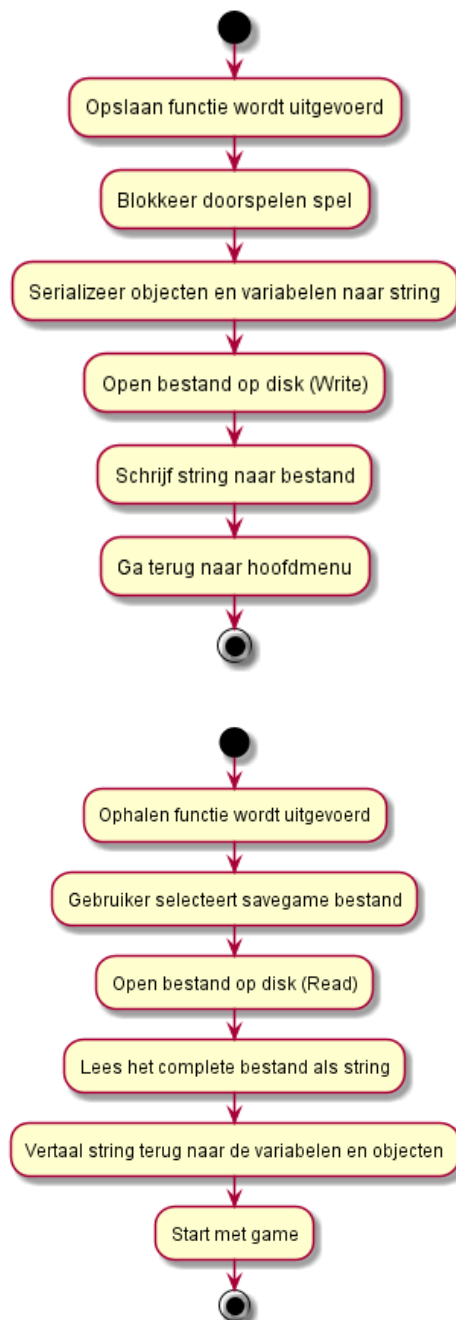 Opslaan functie wordt uitgevoerd
Blokkeer doorspelen spel
Serializeer objecten en variabelen naar string
Open bestand op disk (Write)
Schrijf string naar bestand
Ga terug naar hoofdmenu
Ophalen functie wordt uitgevoerd
Gebruiker selecteert savegame bestand
Open bestand op disk (Read)
Lees het complete bestand als string
Vertaal string terug naar de variabelen en objecten
Start met game